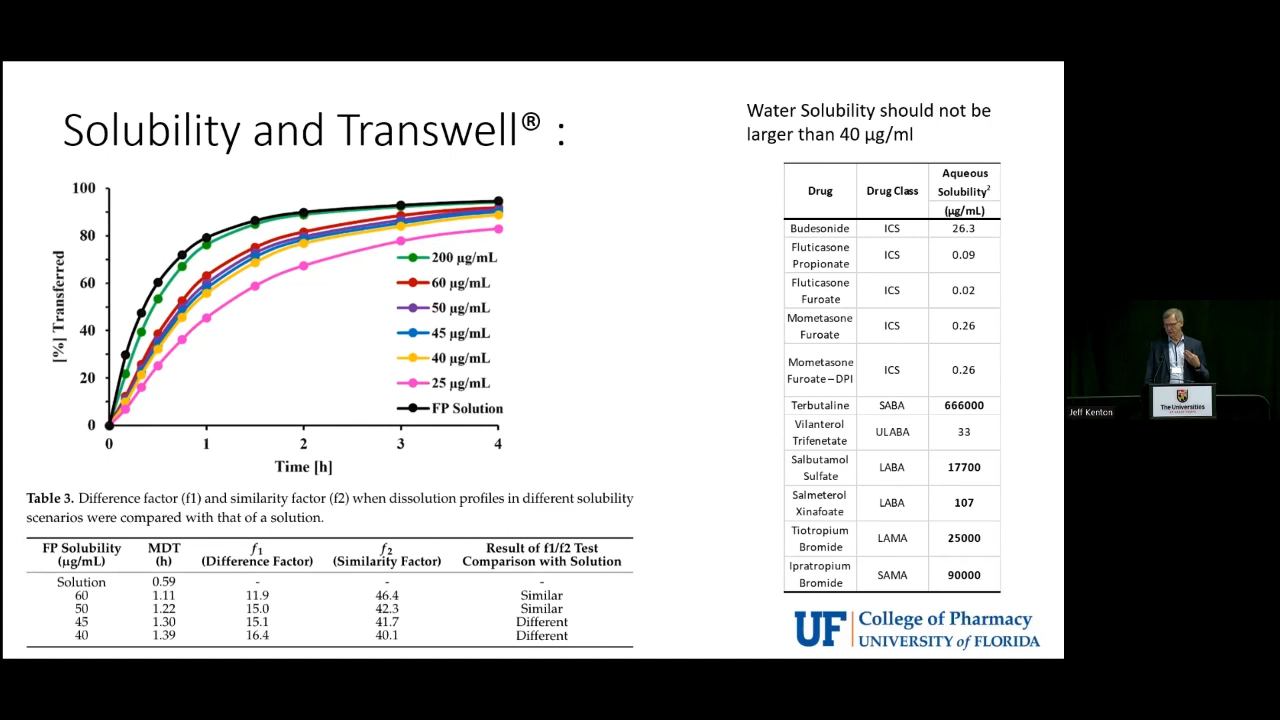 Solubility and Transwell® :
Water Solubility should not be
larger than 40 µg/ml
100
80
60
40
20
0
[%] Transferred
0 1 2 3 4
Time [h]
200 µg/mL
60 µg/mL
50 µg/mL
45 µg/mL
40 µg/mL
25 µg/mL
FP Solution
Table 3. Difference factor (f1) and similarity factor (f2) when dissolution profiles in different solubility
scenarios were compared with that of a solution.
FP Solubility MDT f1 f2 Result of f1/f2 Test
(µg/mL) (h) (Difference Factor) (Similarity Factor) Comparison with Solution
Solution 0.59 - - -
60 1.11 11.9 46.4 Similar
50 1.22 15.0 42.3 Similar
45 1.30 15.1 41.7 Different
40 1.39 16.4 40.1 Different
Aqueous
Drug Drug Class Solubility2
(µg/mL)
Budesonide ICS 26.3
Fluticasone
Propionate ICS 0.09
Fluticasone
Furoate ICS 0.02
Mometasone
Furoate ICS 0.26
Mometasone
Furoate – DPI ICS 0.26
Terbutaline SABA 666000
Vilanterol
Trifenetate ULABA 33
Salbutamol
Sulfate LABA 17700
Salmeterol
Xinafoate LABA 107
Tiotropium
Bromide LAMA 25000
Ipratropium
Bromide SAMA 90000
UF College of Pharmacy
UNIVERSITY of FLORIDA
Jeff Kenton
The Universities